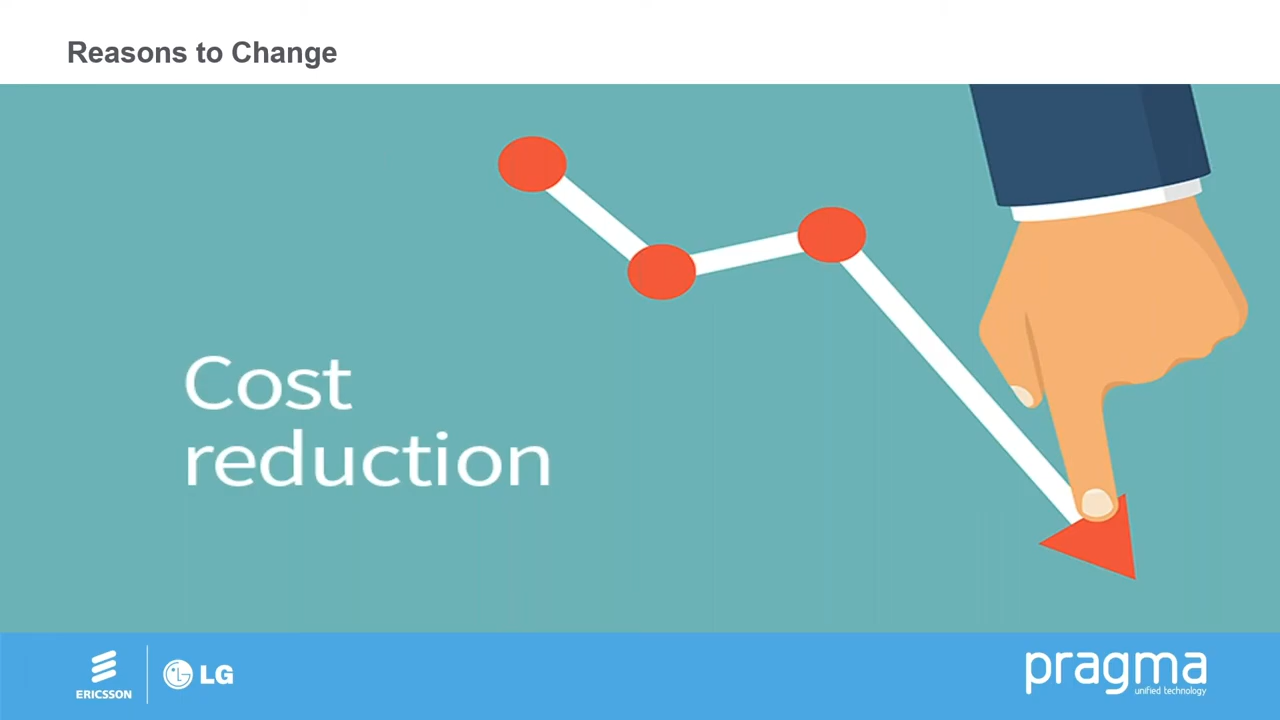 Reasons to Change
Cost
reduction
ERICSSON
LG
pragma
unified technology